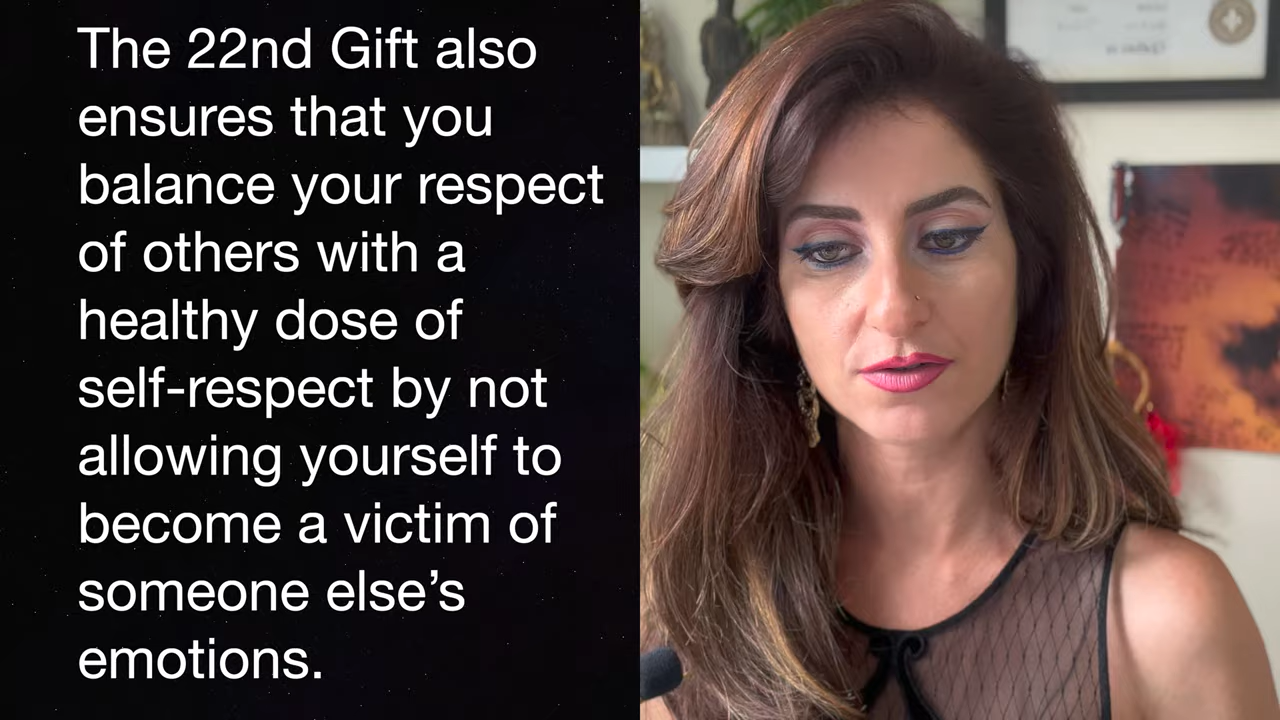 The 22nd Gift also
ensures that you
balance your respect
of others with a
healthy dose of
self-respect by not
allowing yourself to
become a victim of
someone else’s
emotions.